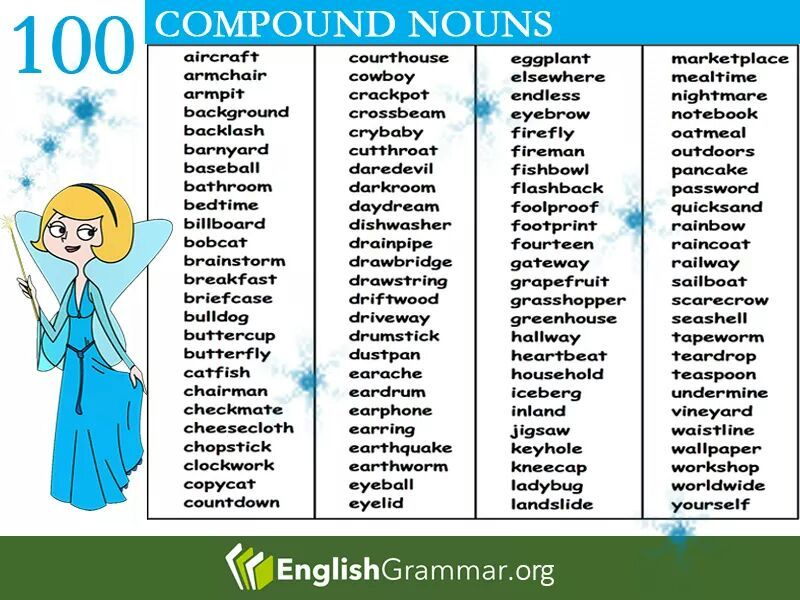 100
COMPOUND NOUNS
aircraft
armchair
armpit
background
backlash
barnyard
baseball
bathroom
bedtime
billboard
bobcat
brainstorm
breakfast
briefcase
bulldog
buttercup
butterfly
catfish
chairman
checkmate
cheesecloth
chopstick
clockwork
copycat
countdown
courthouse
cowboy
crackpot
crossbeam
crybaby
cutthroat
daredevil
darkroom
daydream
dishwasher
drainpipe
drawbridge
drawstring
driftwood
driveway
drumstick
dustpan
earache
eardrum
earphone
earring
earthquake
earthworm
eyeball
eyelid
eggplant
elsewhere
endless
eyebrow
firefly
fireman
fishbowl
flashback
foolproof
footprint
fourteen
gateway
grapefruit
grasshopper
greenhouse
hallway
heartbeat
household
iceberg
inland
jigsaw
keyhole
kneecap
ladybug
landslide
marketplace
mealtime
nightmare
notebook
oatmeal
outdoors
pancake
password
quicksand
rainbow
raincoat
railway
sailboat
scarecrow
seashell
tapeworm
teardrop
teaspoon
undermine
vineyard
waistline
wallpaper
workshop
worldwide
yourself
EnglishGrammar.org